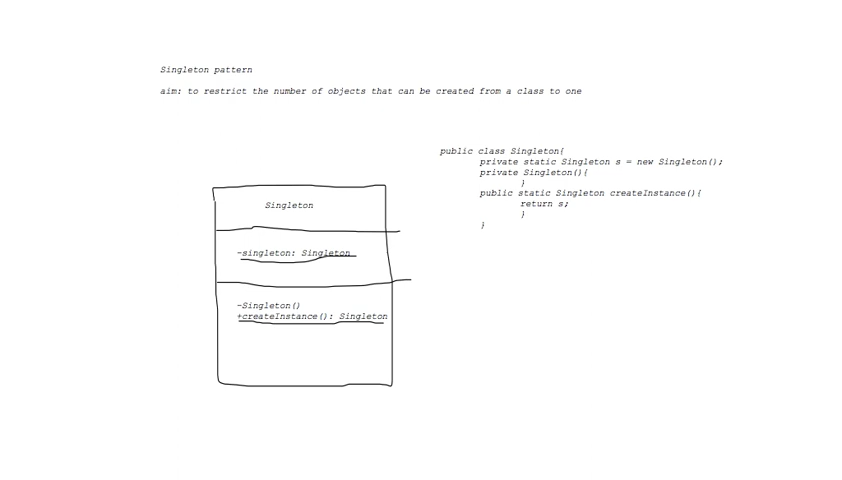 Singleton pattern
aim: to restrict the number of objects that can be created from a class to one
public class Singleton{
private static Singleton s = new Singleton();
private Singleton(){
}
public static Singleton createInstance(){
return s;
}
}
Singleton
-singleton: Singleton
-Singleton()
+createInstance(): Singleton